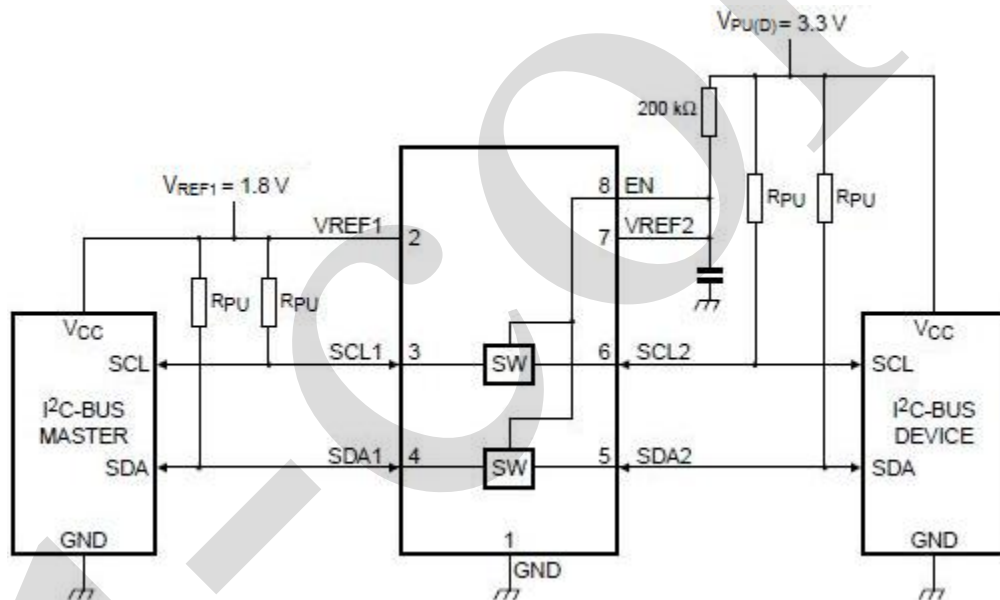 VPU(D) = 3.3 V
200 kΩ
VREF1 = 1.8 V
8 EN
RPU RPU
VREF1 2
7 VREF2
RPU RPU
VCC
VCC
SCL SCL1 3 SW 6 SCL2 SCL
I²C-BUS
MASTER
I²C-BUS
DEVICE
SDA SDA1 4 SW 5 SDA2 SDA
GND
1
GND
GND